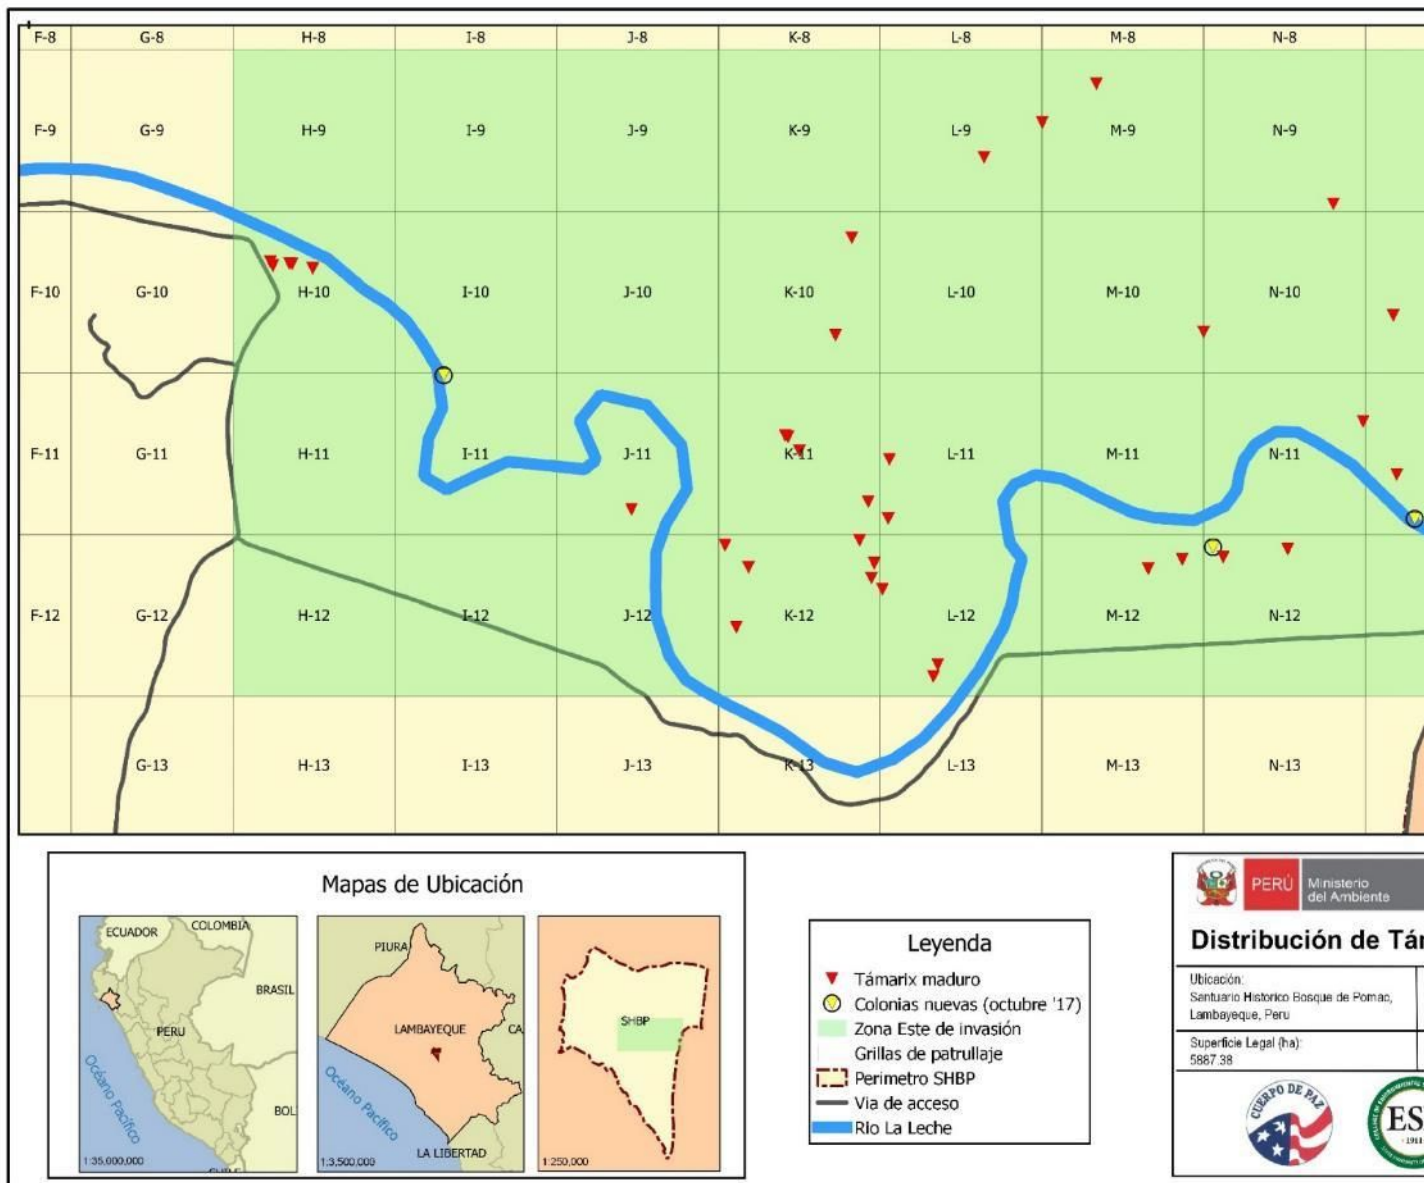 F-8 G-8 H-8 I-8 J-8 K-8 L-8 M-8 N-8
F-9 G-9 H-9 I-9 J-9 K-9 L-9 M-9 N-9
F-10 G-10 H-10 I-10 J-10 K-10 L-10 M-10 N-10
F-11 G-11 H-11 I-11 J-11 K-11 L-11 M-11 N-11
F-12 G-12 H-12 I-12 J-12 K-12 L-12 M-12 N-12
G-13 H-13 I-13 J-13 K-13 L-13 M-13 N-13
Mapas de Ubicación
ECUADOR
COLOMBIA
BRASIL
PERU
Océano Pacífico
BOL
1:35,000,000
PIURA
LAMBAYEQUE
CA
Océano Pacífico
LA LIBERTAD
1:3,500,000
SHBP
1:250,000
Leyenda
Támarix maduro
Colonias nuevas (octubre '17)
Zona Este de invasión
Grillas de patrullaje
Perimetro SHBP
Via de acceso
Río La Leche
PERÚ
Ministerio
del Ambiente
Distribución de Tá
Ubicación:
Santuario Historico Bosque de Pomac,
Lambayeque, Peru
Superficie Legal (ha):
5887.38
CUERPO DE PAZ
ES